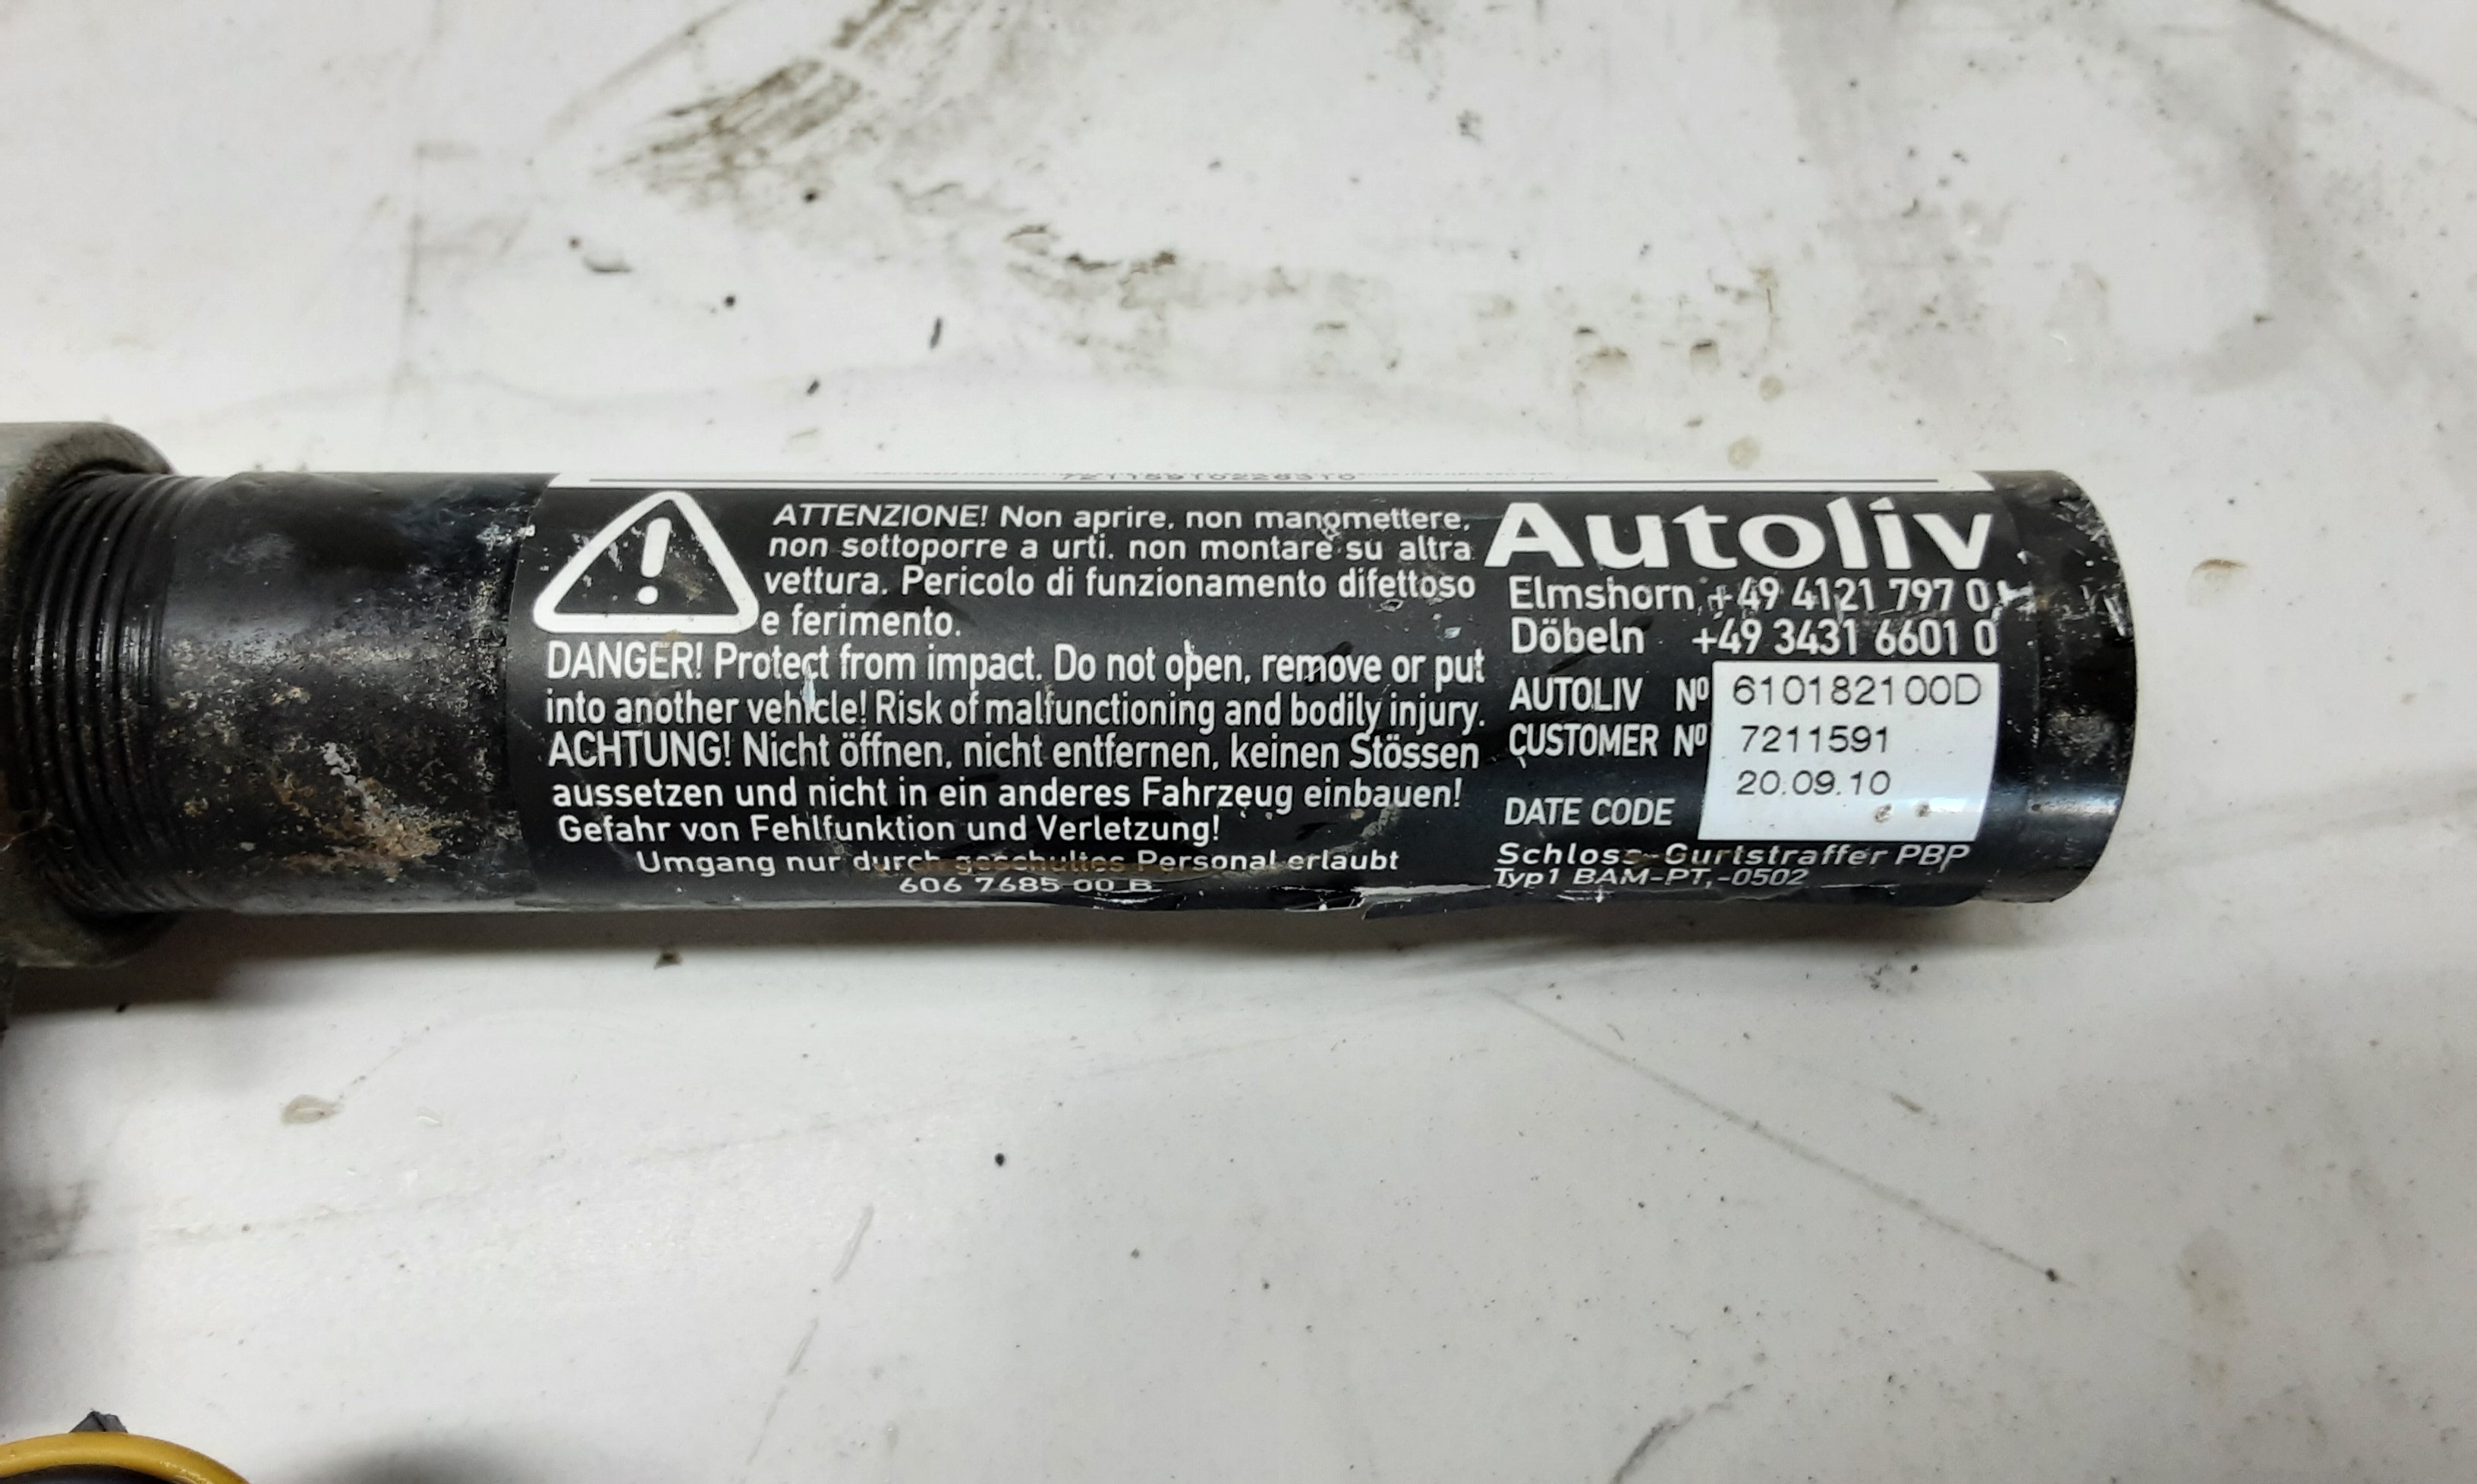 72115910228310
ATTENZIONE! Non aprire, non manomettere,
non sottoporre a urti. non montare su altra
vettura. Pericolo di funzionamento difettoso
e ferimento.
DANGER! Protect from impact. Do not open, remove or put
into another vehicle! Risk of malfunctioning and bodily injury.
ACHTUNG! Nicht öffnen, nicht entfernen, keinen Stössen
aussetzen und nicht in ein anderes Fahrzeug einbauen!
Gefahr von Fehlfunktion und Verletzung!
Umgang nur durch geschultes Personal erlaubt
606 7685 00 B
Autoliv
Elmshorn +49 4121 797 0
Döbeln +49 3431 6601 0
AUTOLIV Nº 610182100D
CUSTOMER Nº 7211591
20.09.10
DATE CODE
Schloss-Gurtstraffer PBP
Typ1 BAM-PT,-0502